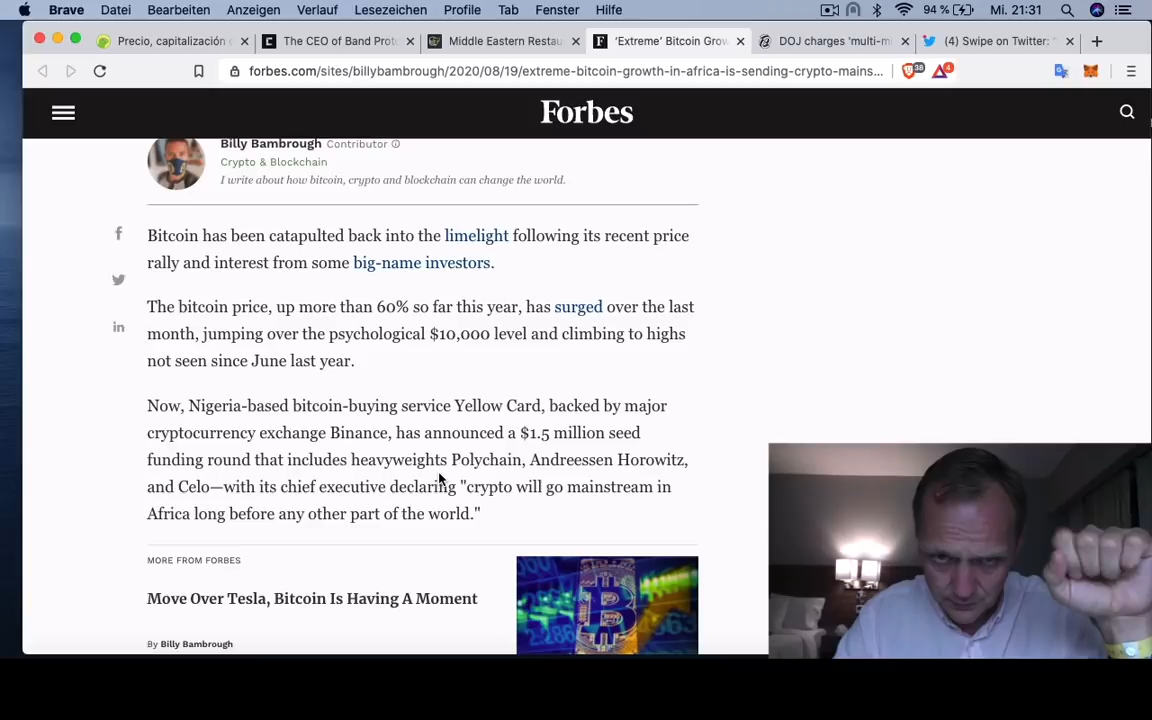 Brave Datei Bearbeiten Anzeigen Verlauf Lesezeichen Profile Tab Fenster Hilfe 94 % Mi. 21:31
Precio, capitalización
The CEO of Band Prot
Middle Eastern Restau
'Extreme' Bitcoin Grow
DOJ charges 'multi-mi
(4) Swipe on Twitter: "
forbes.com/sites/billybambrough/2020/08/19/extreme-bitcoin-growth-in-africa-is-sending-crypto-mains...
38
4
Forbes
Billy Bambrough Contributor
Crypto & Blockchain
I write about how bitcoin, crypto and blockchain can change the world.
Bitcoin has been catapulted back into the limelight following its recent price
rally and interest from some big-name investors.
The bitcoin price, up more than 60% so far this year, has surged over the last
month, jumping over the psychological $10,000 level and climbing to highs
not seen since June last year.
Now, Nigeria-based bitcoin-buying service Yellow Card, backed by major
cryptocurrency exchange Binance, has announced a $1.5 million seed
funding round that includes heavyweights Polychain, Andreessen Horowitz,
and Celo—with its chief executive declaring "crypto will go mainstream in
Africa long before any other part of the world."
MORE FROM FORBES
Move Over Tesla, Bitcoin Is Having A Moment
By Billy Bambrough